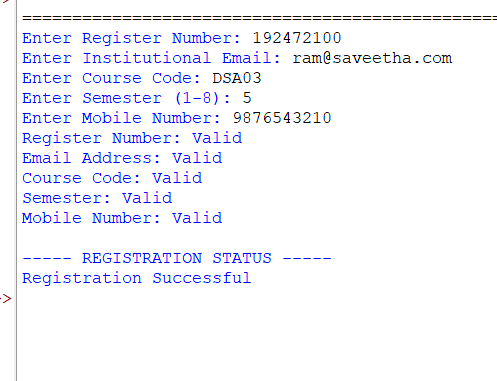 ==================================================
Enter Register Number: 192472100
Enter Institutional Email: ram@saveetha.com
Enter Course Code: DSA03
Enter Semester (1-8): 5
Enter Mobile Number: 9876543210
Register Number: Valid
Email Address: Valid
Course Code: Valid
Semester: Valid
Mobile Number: Valid
----- REGISTRATION STATUS -----
Registration Successful
>